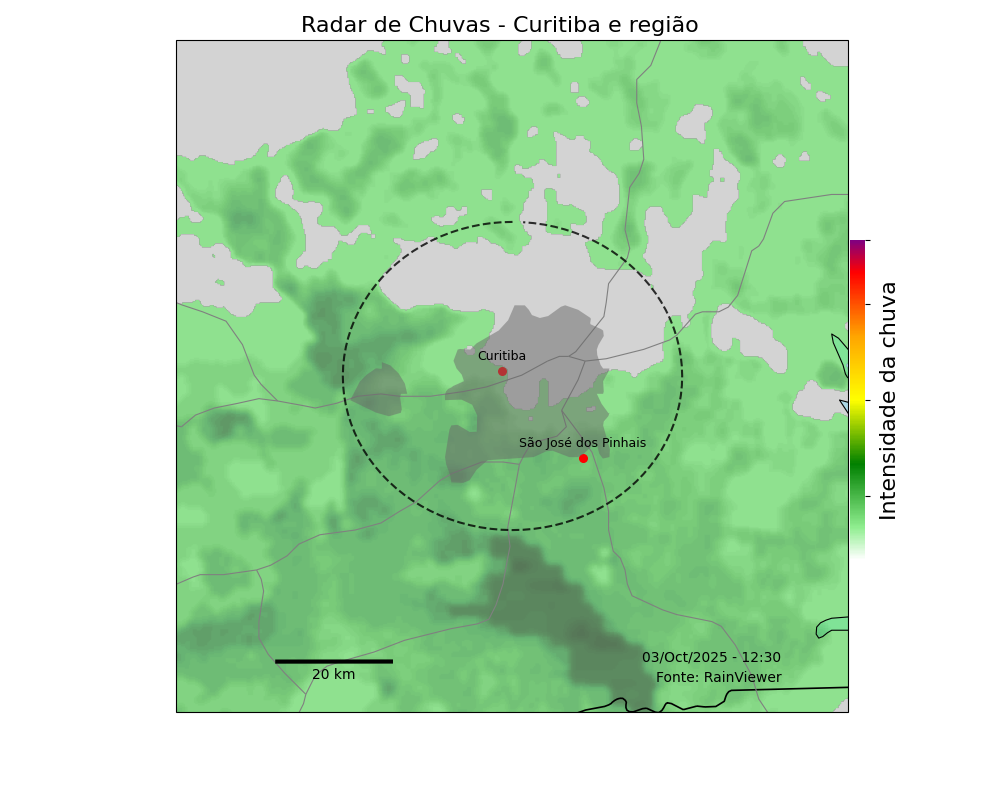 Radar de Chuvas - Curitiba e região
Curitiba
São José dos Pinhais
Intensidade da chuva
03/Oct/2025 - 12:30
Fonte: RainViewer
20 km